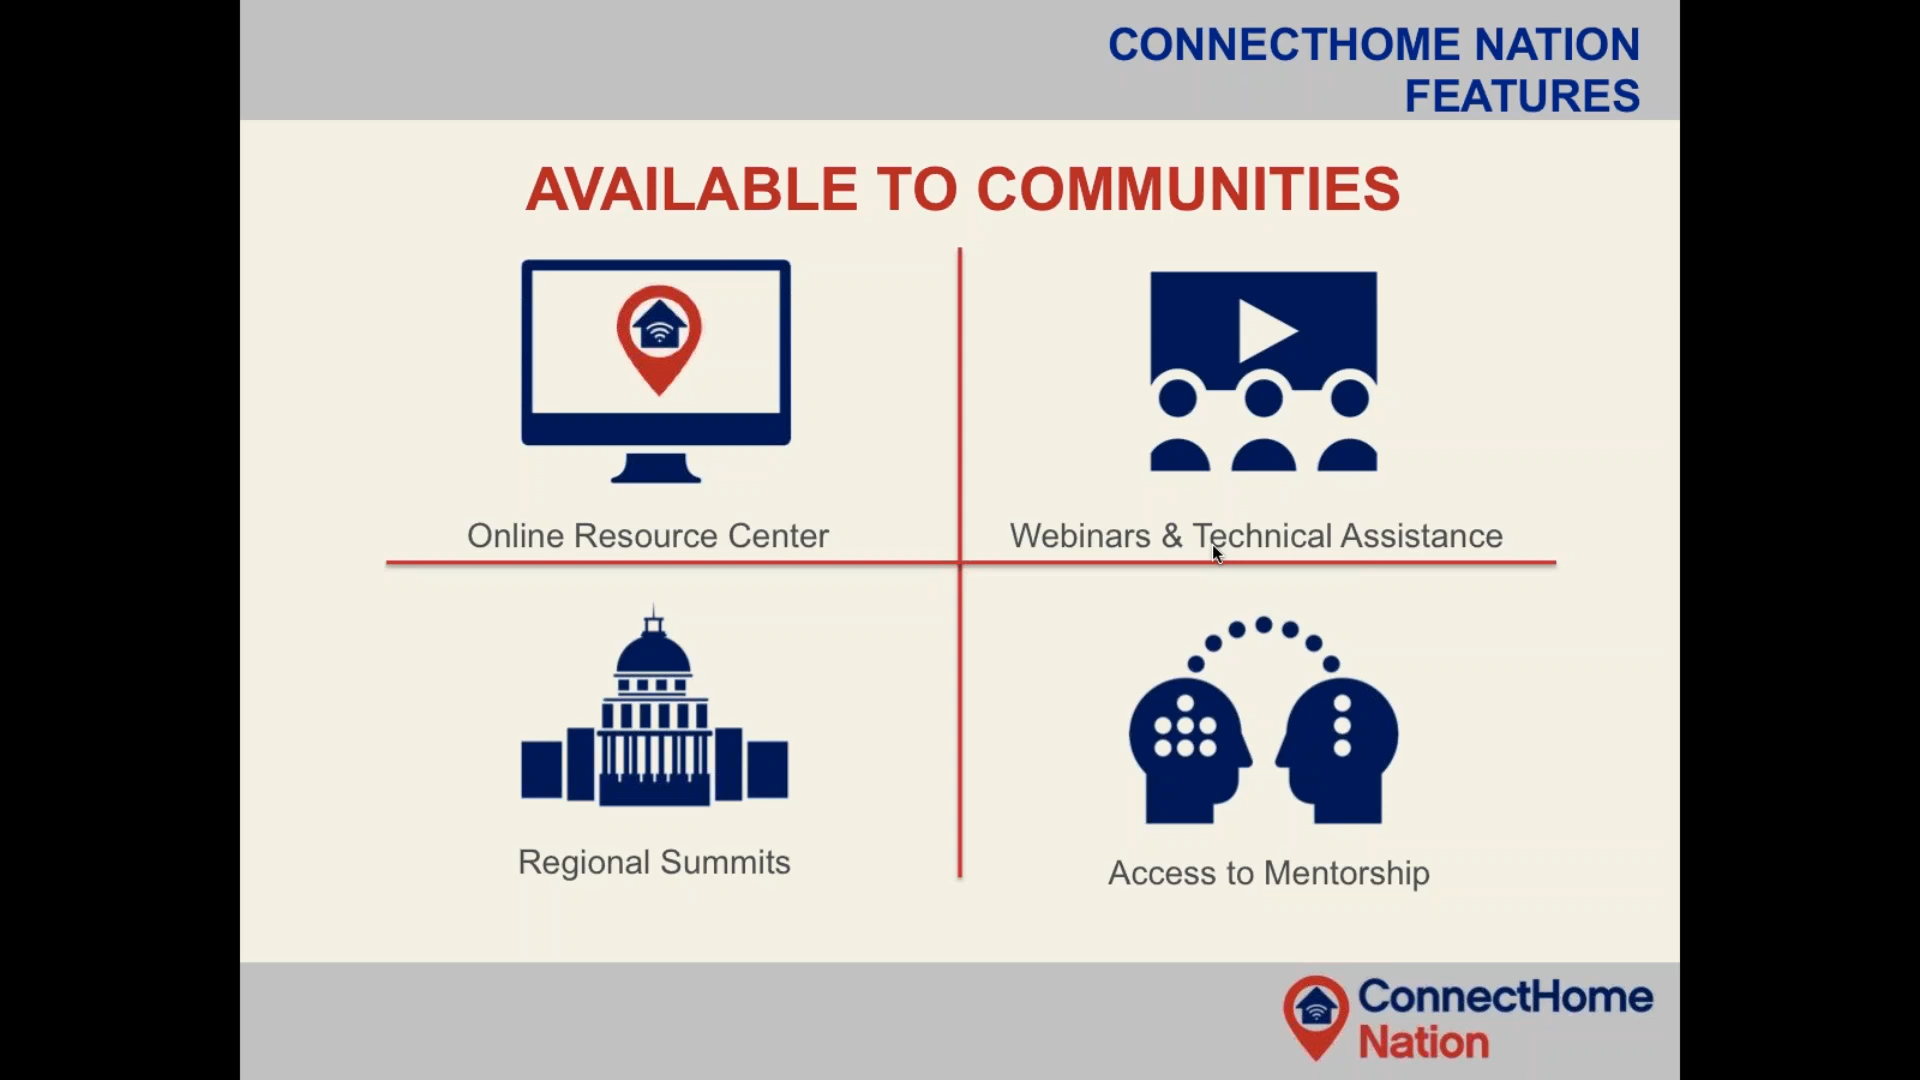 CONNECTHOME NATION
FEATURES
AVAILABLE TO COMMUNITIES
Online Resource Center
Webinars & Technical Assistance
Regional Summits
Access to Mentorship
ConnectHome
Nation